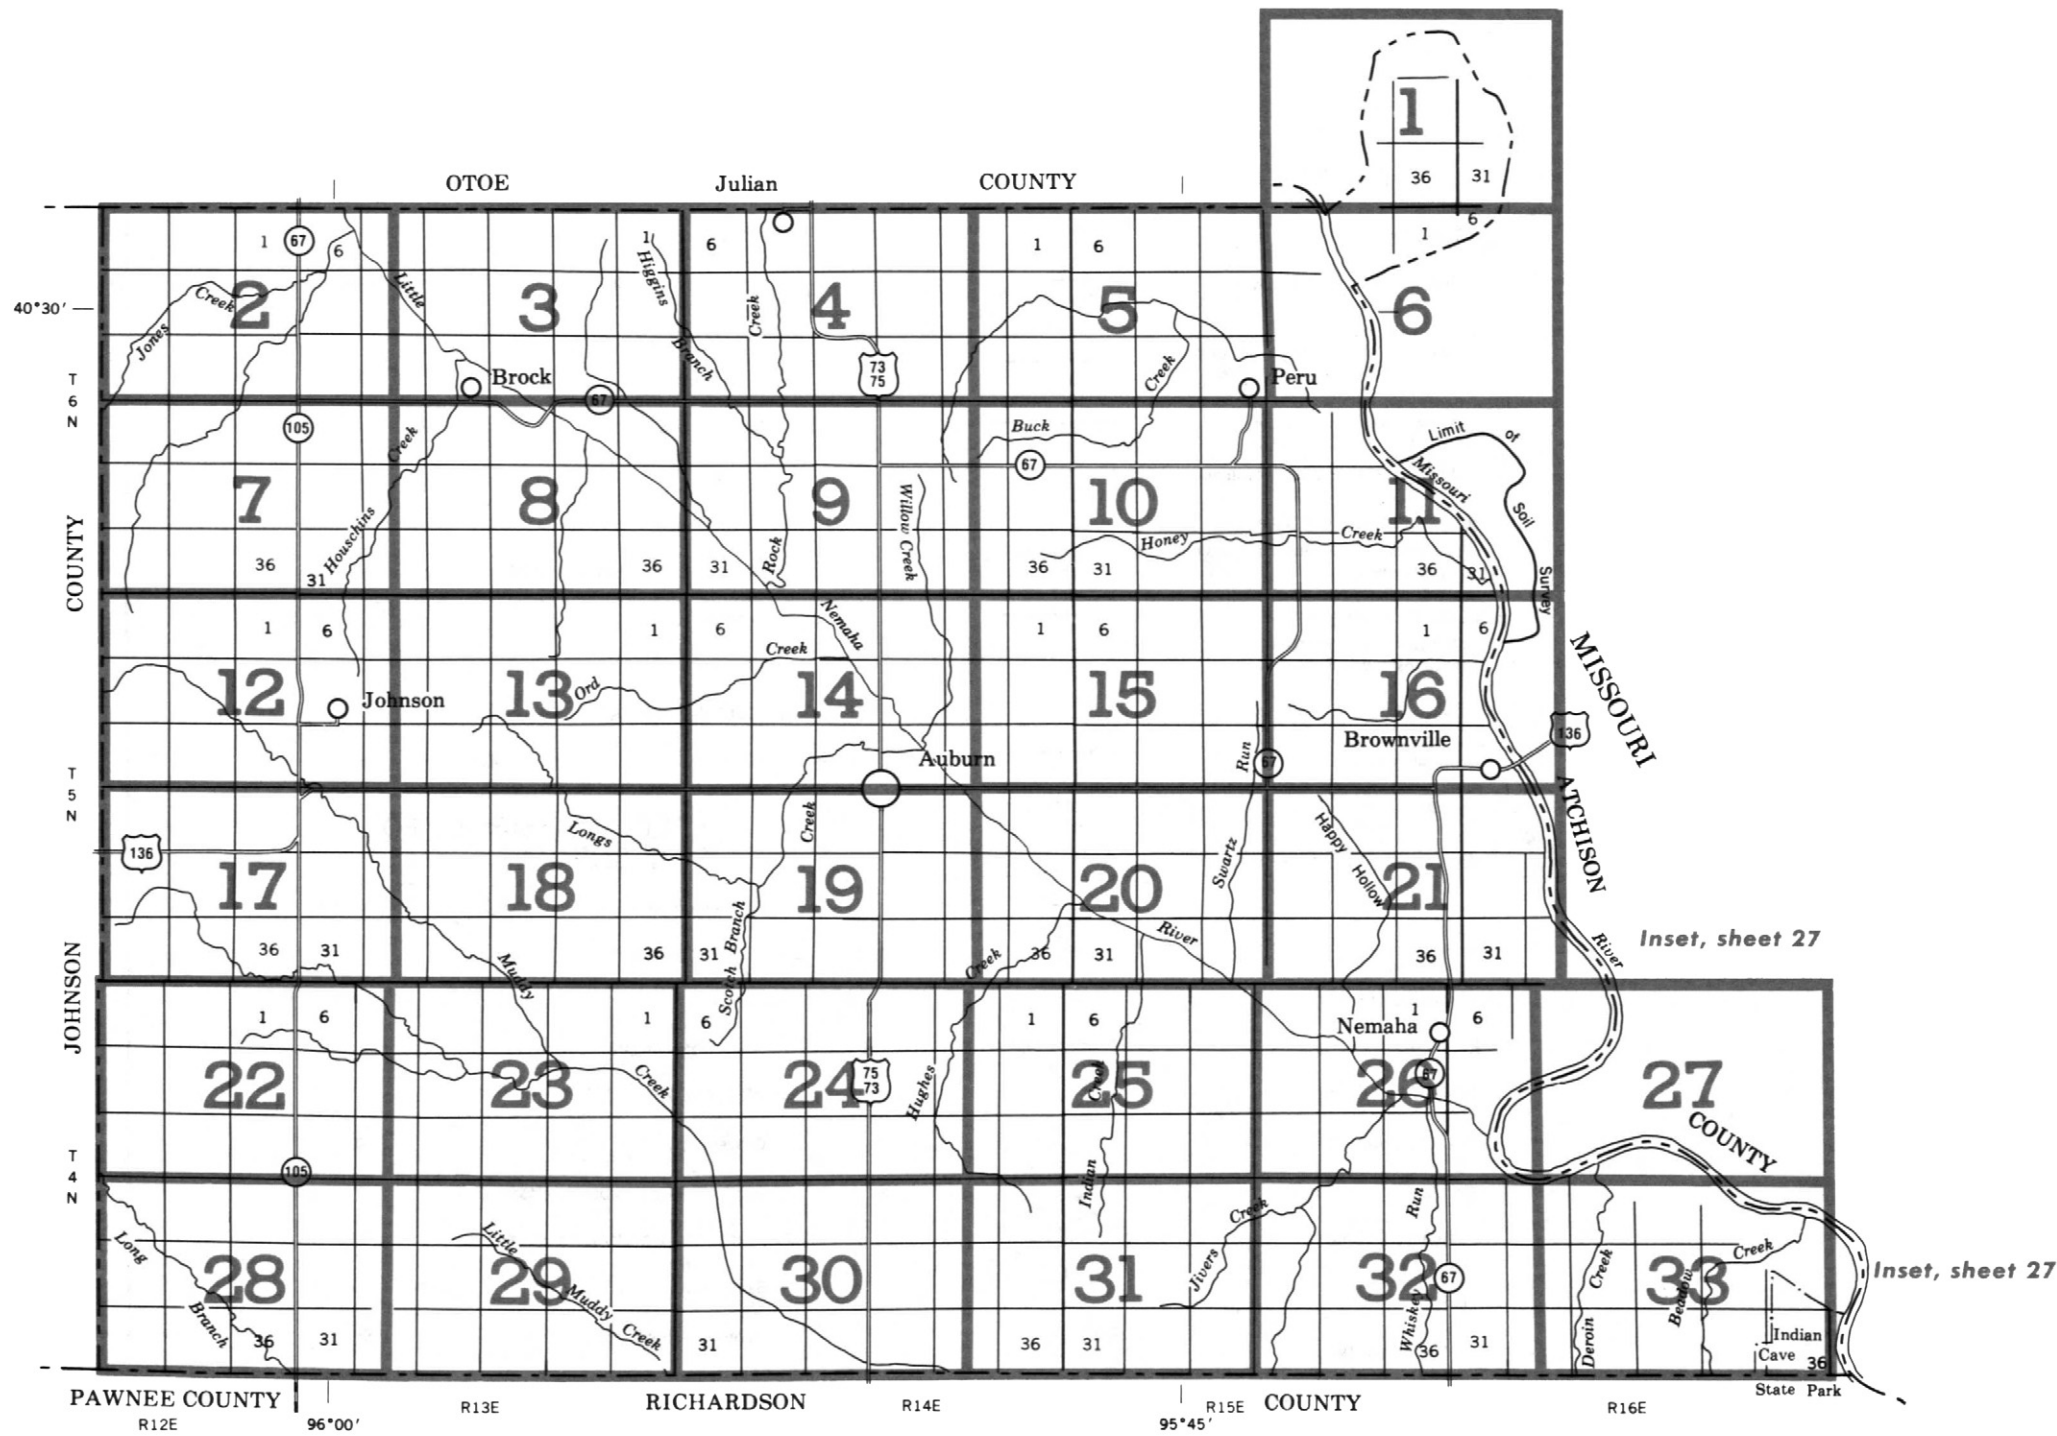 1
36 31
OTOE Julian COUNTY
1 67 6 1 6 1 6 1 6
40°30′
Jones Creek
Little
Higgins Branch
Creek
2 3 4 5 6
73
75
Creek
T
6
N
Brock
67
Peru
105
Creek
Buck
67
Limit of Soil Survey
Missouri
7 8 9 10 11
Houschins
Willow Creek
Rock
Honey Creek
36 31 36 31 36 31 36 31
COUNTY
1 6 1 6 1 6 1 6
Nemaha
MISSOURI
Creek
Ord
12 13 14 15 16
Johnson
Brownville
136
Auburn
Run
67
T
5
N
ATCHISON
136
Longs
Creek
Swartz
Happy Hollow
17 18 19 20 21
Scotch Branch
River
River
Inset, sheet 27
36 31 36 31 36 31 36 31
JOHNSON
Muddy
Creek
1 6 1 6 1 6 1 6
Nemaha
22 23 24 25 26 27
75
73
67
Creek
Hughes
Creek
COUNTY
T
4
N
105
Indian
Run
Long
Branch
Little
Muddy
Creek
Jivers
Creek
Creek
Creek
28 29 30 31 32 33
67
Inset, sheet 27
Whiskey
Deroin
Beadow
36 31 31 36 31 36 31
Indian
Cave 36
State Park
PAWNEE COUNTY RICHARDSON COUNTY
R12E R13E R14E R15E R16E
96°00′ 95°45′